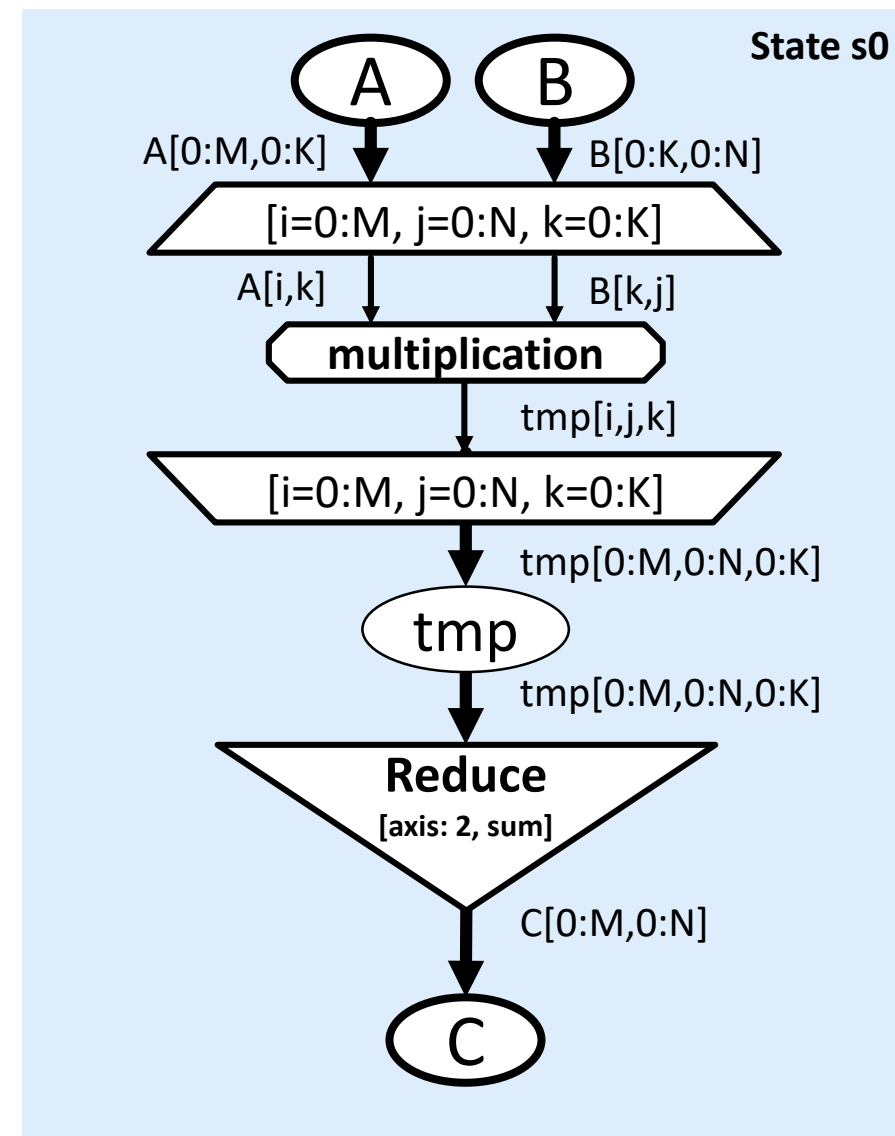 State s0
A
B
A[0:M,0:K]
B[0:K,0:N]
[i=0:M, j=0:N, k=0:K]
A[i,k]
B[k,j]
multiplication
tmp[i,j,k]
[i=0:M, j=0:N, k=0:K]
tmp[0:M,0:N,0:K]
tmp
tmp[0:M,0:N,0:K]
Reduce
[axis: 2, sum]
C[0:M,0:N]
C